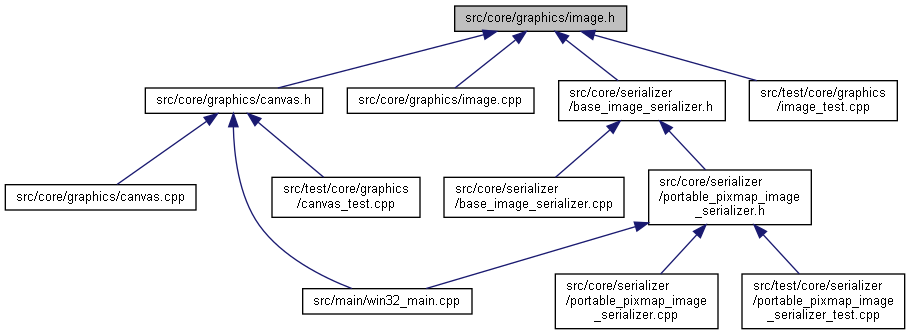 src/core/graphics/image.h
src/core/graphics/canvas.h
src/core/graphics/image.cpp
src/core/serializer
/base_image_serializer.h
src/test/core/graphics
/image_test.cpp
src/core/graphics/canvas.cpp
src/test/core/graphics
/canvas_test.cpp
src/core/serializer
/base_image_serializer.cpp
src/core/serializer
/portable_pixmap_image
_serializer.h
src/main/win32_main.cpp
src/core/serializer
/portable_pixmap_image
_serializer.cpp
src/test/core/serializer
/portable_pixmap_image
_serializer_test.cpp